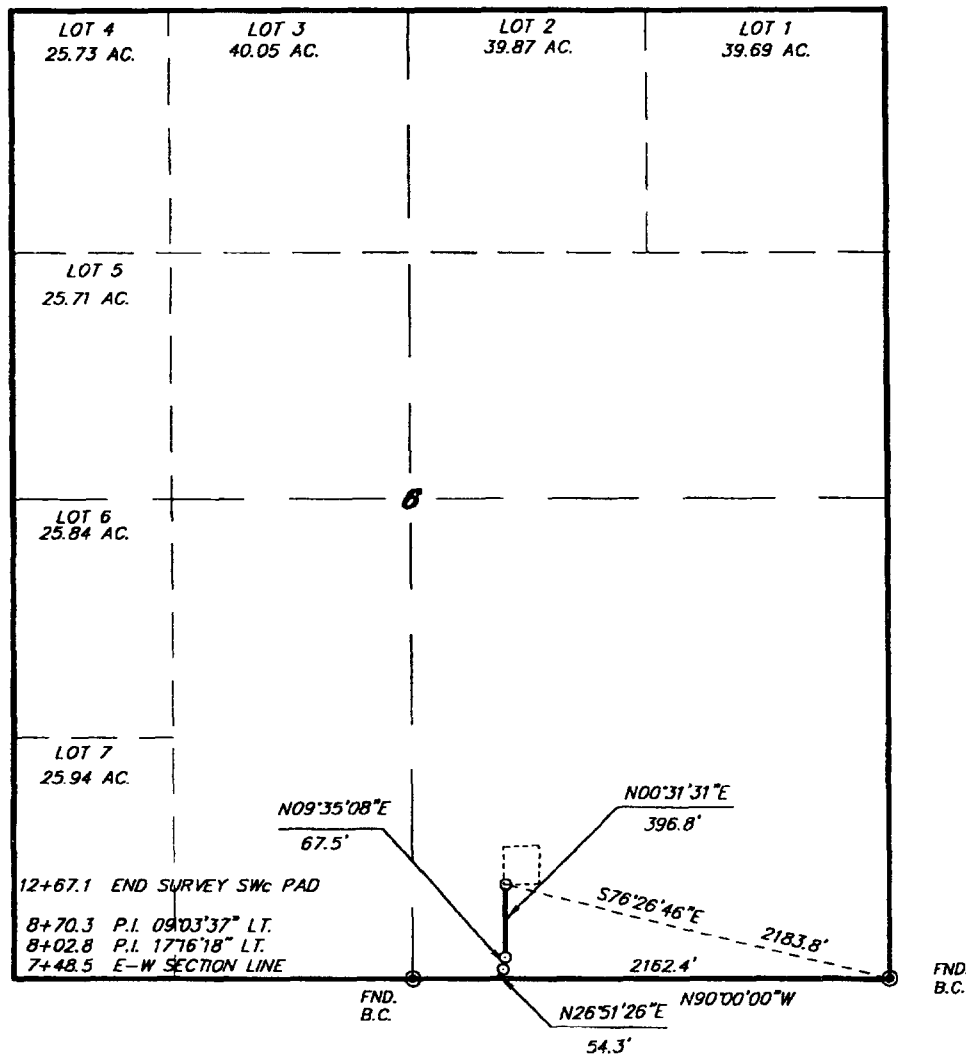 LOT 4
25.73 AC.
LOT 3
40.05 AC.
LOT 2
39.87 AC.
LOT 1
39.69 AC.
LOT 5
25.71 AC.
6
LOT 6
25.84 AC.
LOT 7
25.94 AC.
N09°35'08"E
67.5'
N00°31'31"E
396.8'
12+67.1 END SURVEY SWc PAD
8+70.3 P.I. 09°03'37" LT.
8+02.8 P.I. 17°16'18" LT.
7+48.5 E-W SECTION LINE
S76°26'46"E
2183.8'
2162.4'
N90°00'00"W
FND.
B.C.
FND.
B.C.
N26°51'26"E
54.3'